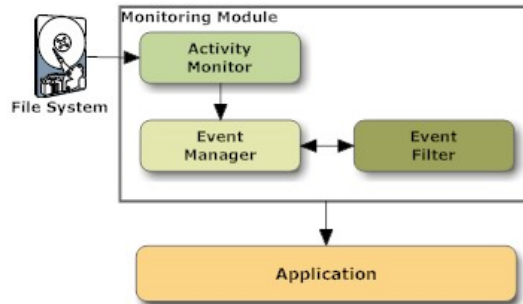 Monitoring Module
Activity
Monitor
File System
Event
Manager
Event
Filter
Application